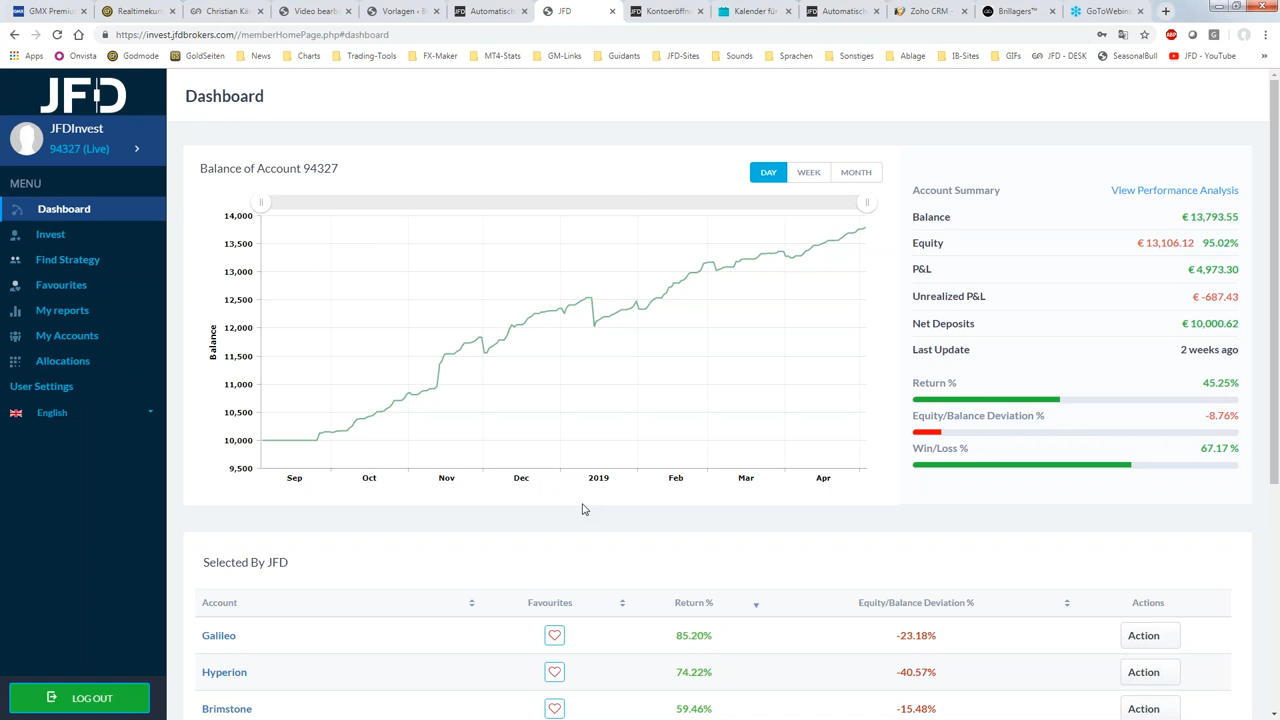 GMX Premiu
Realtimekum
Christian Kä
Video bearb
Vorlagen ‹ B
Automatisch
JFD
Kontoeröffn
Kalender für
Automatisch
Zoho CRM -
Brillagers™
GoToWebina
https://invest.jfdbrokers.com//memberHomePage.php#dashboard
Apps Onvista Godmode GoldSeiten News Charts Trading-Tools FX-Maker MT4-Stats GM-Links Guidants JFD-Sites Sounds Sprachen Sonstiges Ablage IB-Sites GIFs JFD - DESK SeasonalBull JFD - YouTube »
JFD
JFDInvest
94327 (Live)
MENU
Dashboard
Invest
Find Strategy
Favourites
My reports
My Accounts
Allocations
User Settings
English
LOG OUT
Dashboard
Balance of Account 94327
DAY WEEK MONTH
14,000
13,500
13,000
12,500
12,000
11,500
11,000
10,500
10,000
9,500
Balance
Sep Oct Nov Dec 2019 Feb Mar Apr
Account Summary View Performance Analysis
Balance € 13,793.55
Equity € 13,106.12 95.02%
P&L € 4,973.30
Unrealized P&L € -687.43
Net Deposits € 10,000.62
Last Update 2 weeks ago
Return % 45.25%
Equity/Balance Deviation % -8.76%
Win/Loss % 67.17 %
Selected By JFD
Account Favourites Return % Equity/Balance Deviation % Actions
Galileo 85.20% -23.18% Action
Hyperion 74.22% -40.57% Action
Brimstone 59.46% -15.48% Action